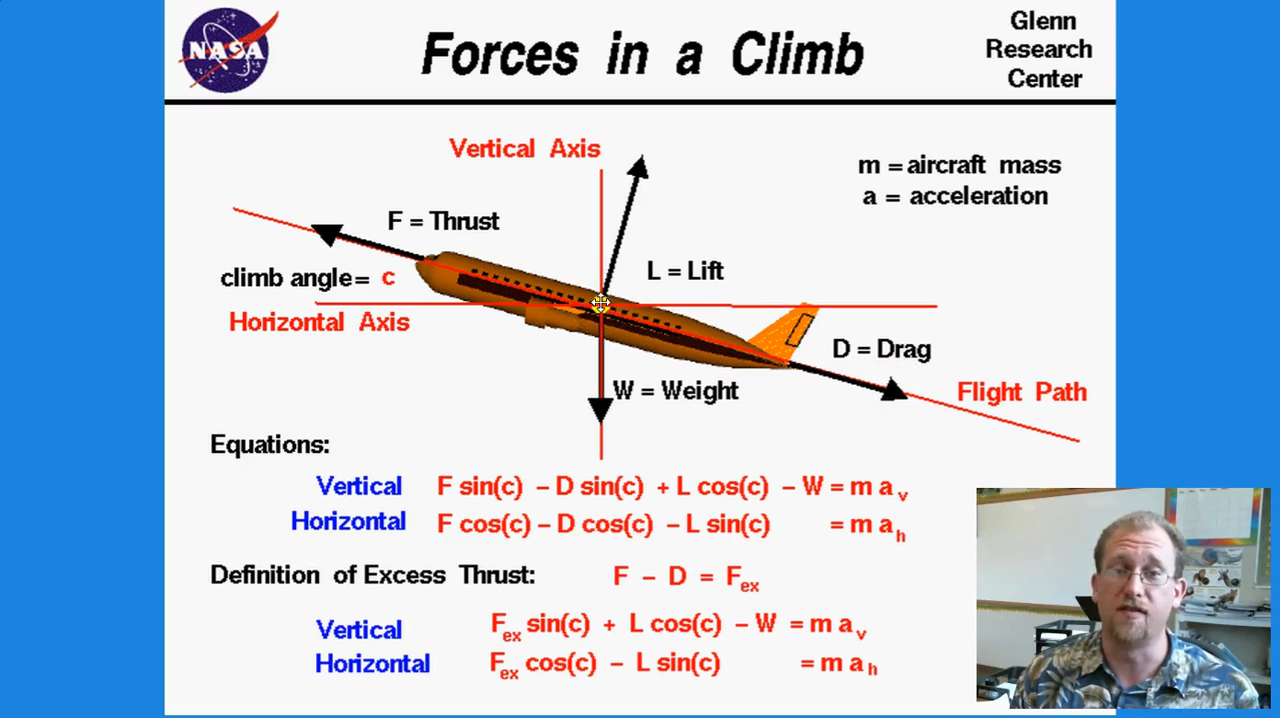 NASA
Forces in a Climb
Glenn
Research
Center
Vertical Axis
m = aircraft mass
a = acceleration
F = Thrust
climb angle = c
L = Lift
Horizontal Axis
D = Drag
W = Weight
Flight Path
Equations:
Vertical F sin(c) – D sin(c) + L cos(c) – W = m a v
Horizontal F cos(c) – D cos(c) – L sin(c) = m a h
Definition of Excess Thrust: F – D = F ex
Vertical F ex sin(c) + L cos(c) – W = m a v
Horizontal F ex cos(c) – L sin(c) = m a h